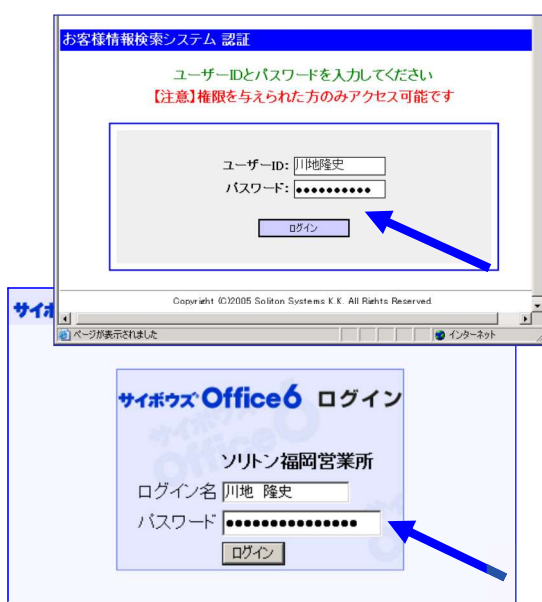 お客様情報検索システム 認証
ユーザーIDとパスワードを入力してください
【注意】権限を与えられた方のみアクセス可能です
ユーザーID: 川地隆史
パスワード: ●●●●●●●●●●
ログイン
Copyright (C)2005 Soliton Systems K.K. All Rights Reserved.
ページが表示されました インターネット
サイボウズ Office6 ログイン
ソリトン福岡営業所
ログイン名 川地 隆史
パスワード ●●●●●●●●●●●●●●●
ログイン